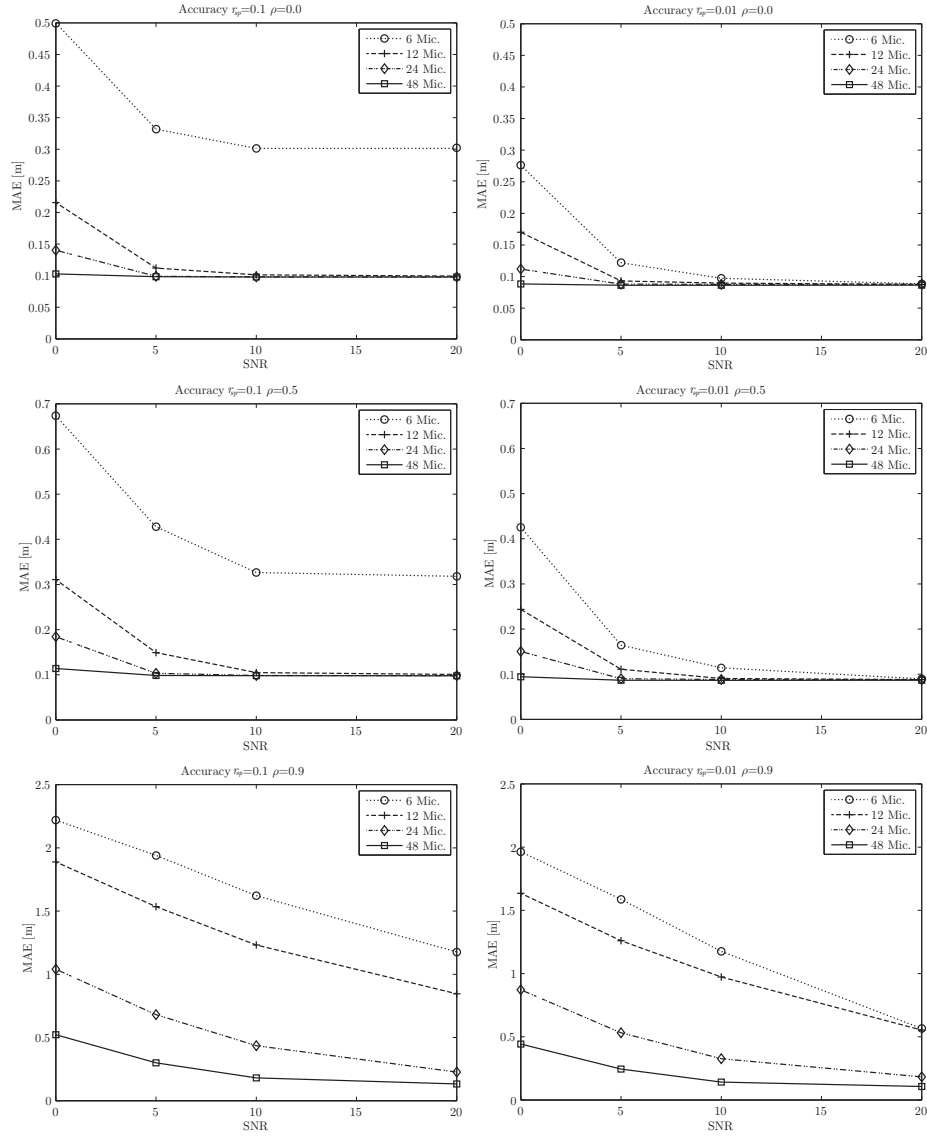 Accuracy r_sp=0.1 ρ=0.0
0.5
0.45
0.4
0.35
0.3
0.25
0.2
0.15
0.1
0.05
0
MAE [m]
0 5 10 15 20
SNR
6 Mic.
12 Mic.
24 Mic.
48 Mic.
Accuracy r_sp=0.01 ρ=0.0
0.5
0.45
0.4
0.35
0.3
0.25
0.2
0.15
0.1
0.05
0
MAE [m]
0 5 10 15 20
SNR
6 Mic.
12 Mic.
24 Mic.
48 Mic.
Accuracy r_sp=0.1 ρ=0.5
0.7
0.6
0.5
0.4
0.3
0.2
0.1
0
MAE [m]
0 5 10 15 20
SNR
6 Mic.
12 Mic.
24 Mic.
48 Mic.
Accuracy r_sp=0.01 ρ=0.5
0.7
0.6
0.5
0.4
0.3
0.2
0.1
0
MAE [m]
0 5 10 15 20
SNR
6 Mic.
12 Mic.
24 Mic.
48 Mic.
Accuracy r_sp=0.1 ρ=0.9
2.5
2
1.5
1
0.5
0
MAE [m]
0 5 10 15 20
SNR
6 Mic.
12 Mic.
24 Mic.
48 Mic.
Accuracy r_sp=0.01 ρ=0.9
2.5
2
1.5
1
0.5
0
MAE [m]
0 5 10 15 20
SNR
6 Mic.
12 Mic.
24 Mic.
48 Mic.